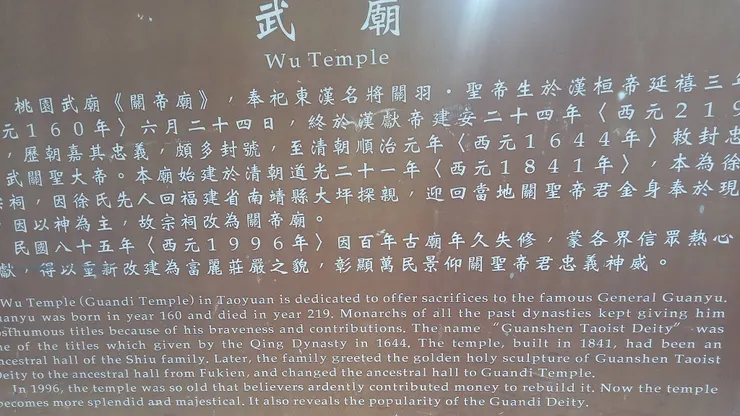 武廟
Wu Temple
桃園武廟《關帝廟》，奉祀東漢名將關羽．聖帝生於漢桓帝延禧三年
元１６０年〉六月二十四日，終於漢獻帝建安二十四年〈西元２１９
，歷朝嘉其忠義，頗多封號，至清朝順治元年〈西元１６４４年〉敕封忠
武關聖大帝。本廟始建於清朝道光二十一年〈西元１８４１年〉，本為徐
宗祠，因徐氏先人回福建省南靖縣大坪探親，迎回當地關聖帝君金身奉於現
，因以神為主，故宗祠改為關帝廟。
民國八十五年〈西元１９９６年〉因百年古廟年久失修，蒙各界信眾熱心
獻，得以重新改建為富麗莊嚴之貌，彰顯萬民景仰關聖帝君忠義神威。
Wu Temple (Guandi Temple) in Taoyuan is dedicated to offer sacrifices to the famous General Guanyu.
uanyu was born in year 160 and died in year 219. Monarchs of all the past dynasties kept giving him
osthumous titles because of his braveness and contributions. The name “Guanshen Taoist Deity” was
ne of the titles which given by the Qing Dynasty in 1644. The temple, built in 1841, had been an
ncestral hall of the Shiu family. Later, the family greeted the golden holy sculpture of Guanshen Taoist
eity to the ancestral hall from Fukien, and changed the ancestral hall to Guandi Temple.
In 1996, the temple was so old that believers ardently contributed money to rebuild it. Now the temple
ecomes more splendid and majestical. It also reveals the popularity of the Guandi Deity.